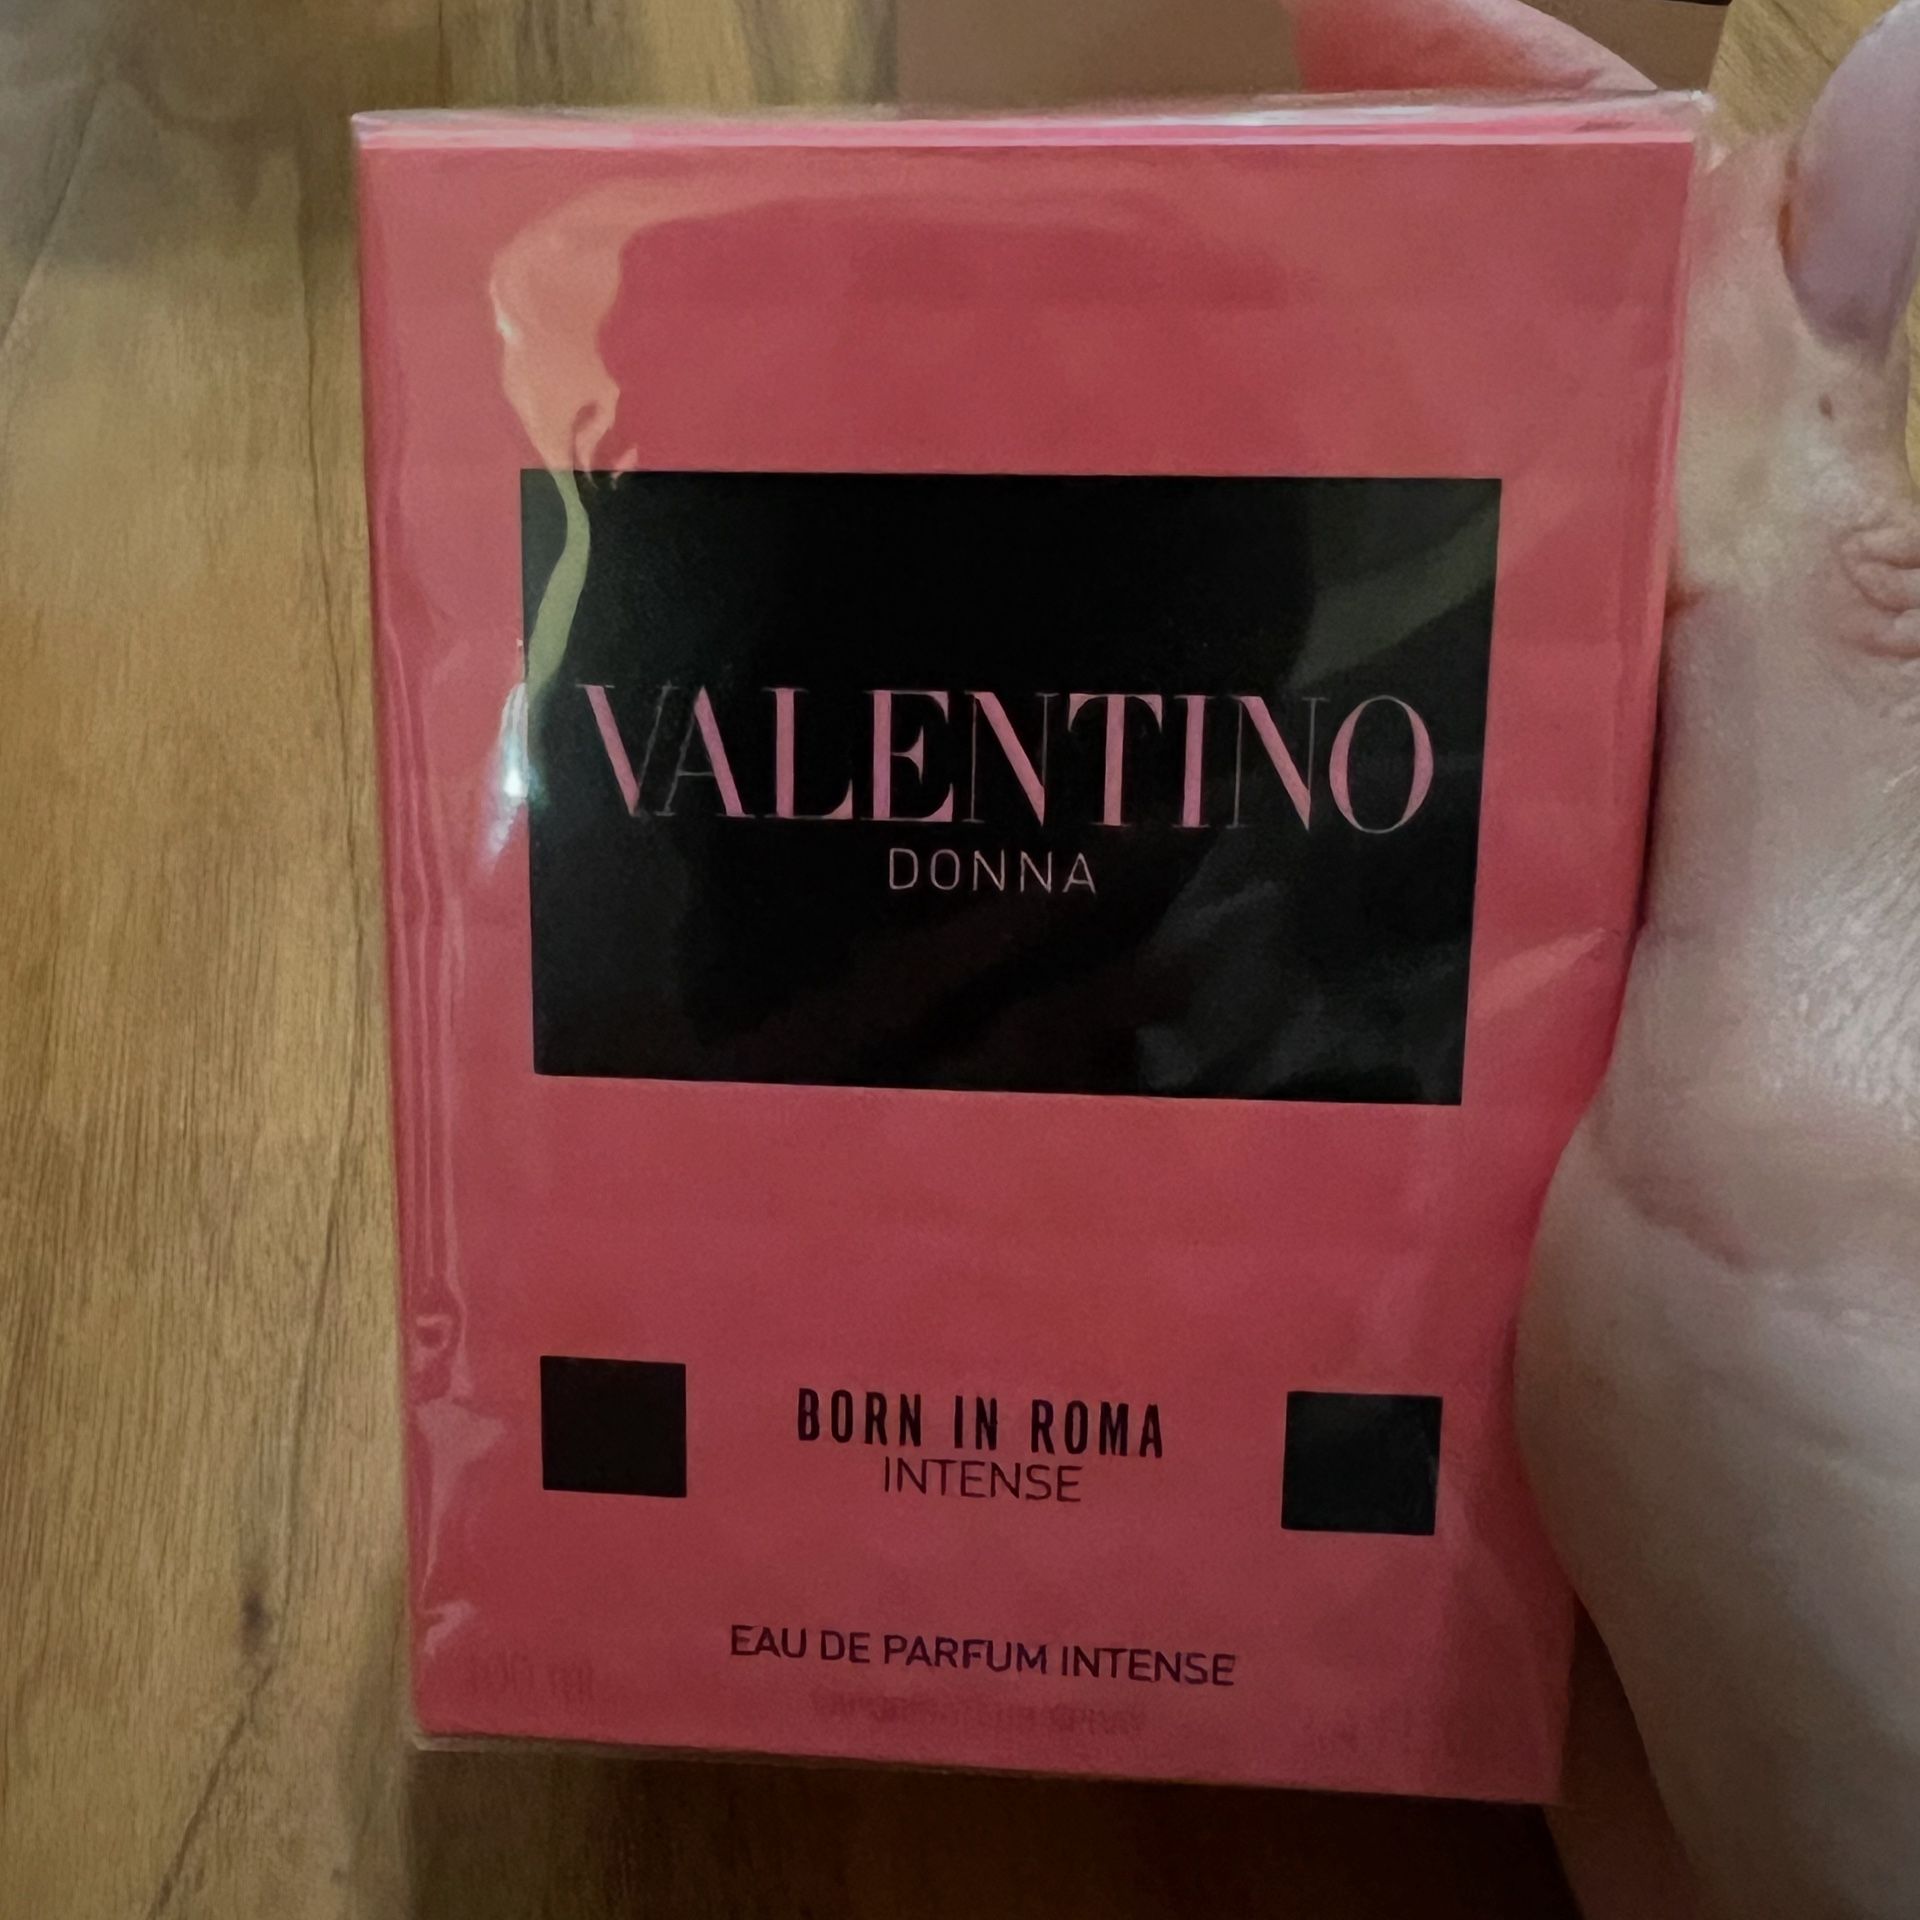 VALENTINO
DONNA
BORN IN ROMA
INTENSE
EAU DE PARFUM INTENSE